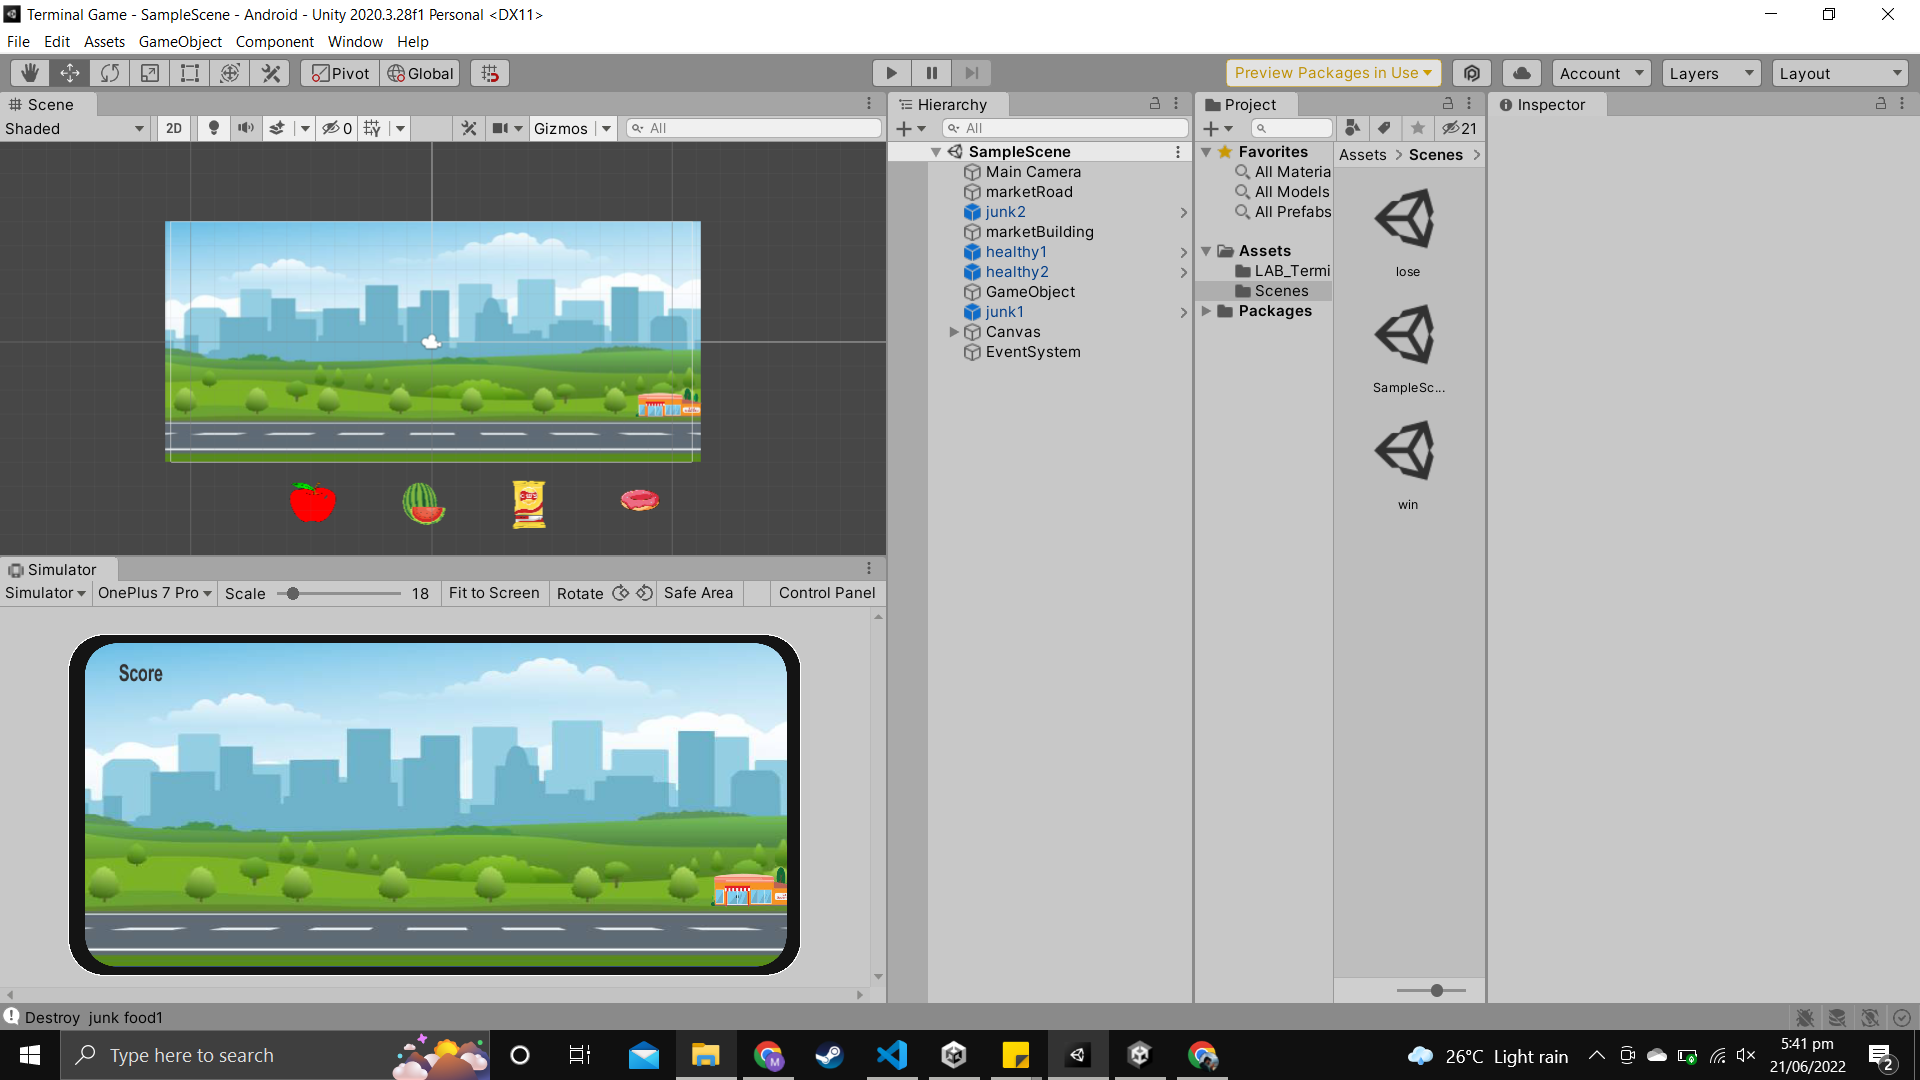 Terminal Game - SampleScene - Android - Unity 2020.3.28f1 Personal <DX11>
File Edit Assets GameObject Component Window Help
Pivot Global Preview Packages in Use Account Layers Layout
Scene
Shaded 2D 0 Gizmos All
Hierarchy
All
SampleScene
Main Camera
marketRoad
junk2
marketBuilding
healthy1
healthy2
GameObject
junk1
Canvas
EventSystem
Project
21
Favorites
All Materia
All Models
All Prefabs
Assets
LAB_Termi
Scenes
Packages
Assets > Scenes >
lose
SampleSc...
win
Inspector
Simulator
Simulator OnePlus 7 Pro Scale 18 Fit to Screen Rotate Safe Area Control Panel
Score
Destroy junk food1
Type here to search
M
26°C Light rain
5:41 pm
21/06/2022
2